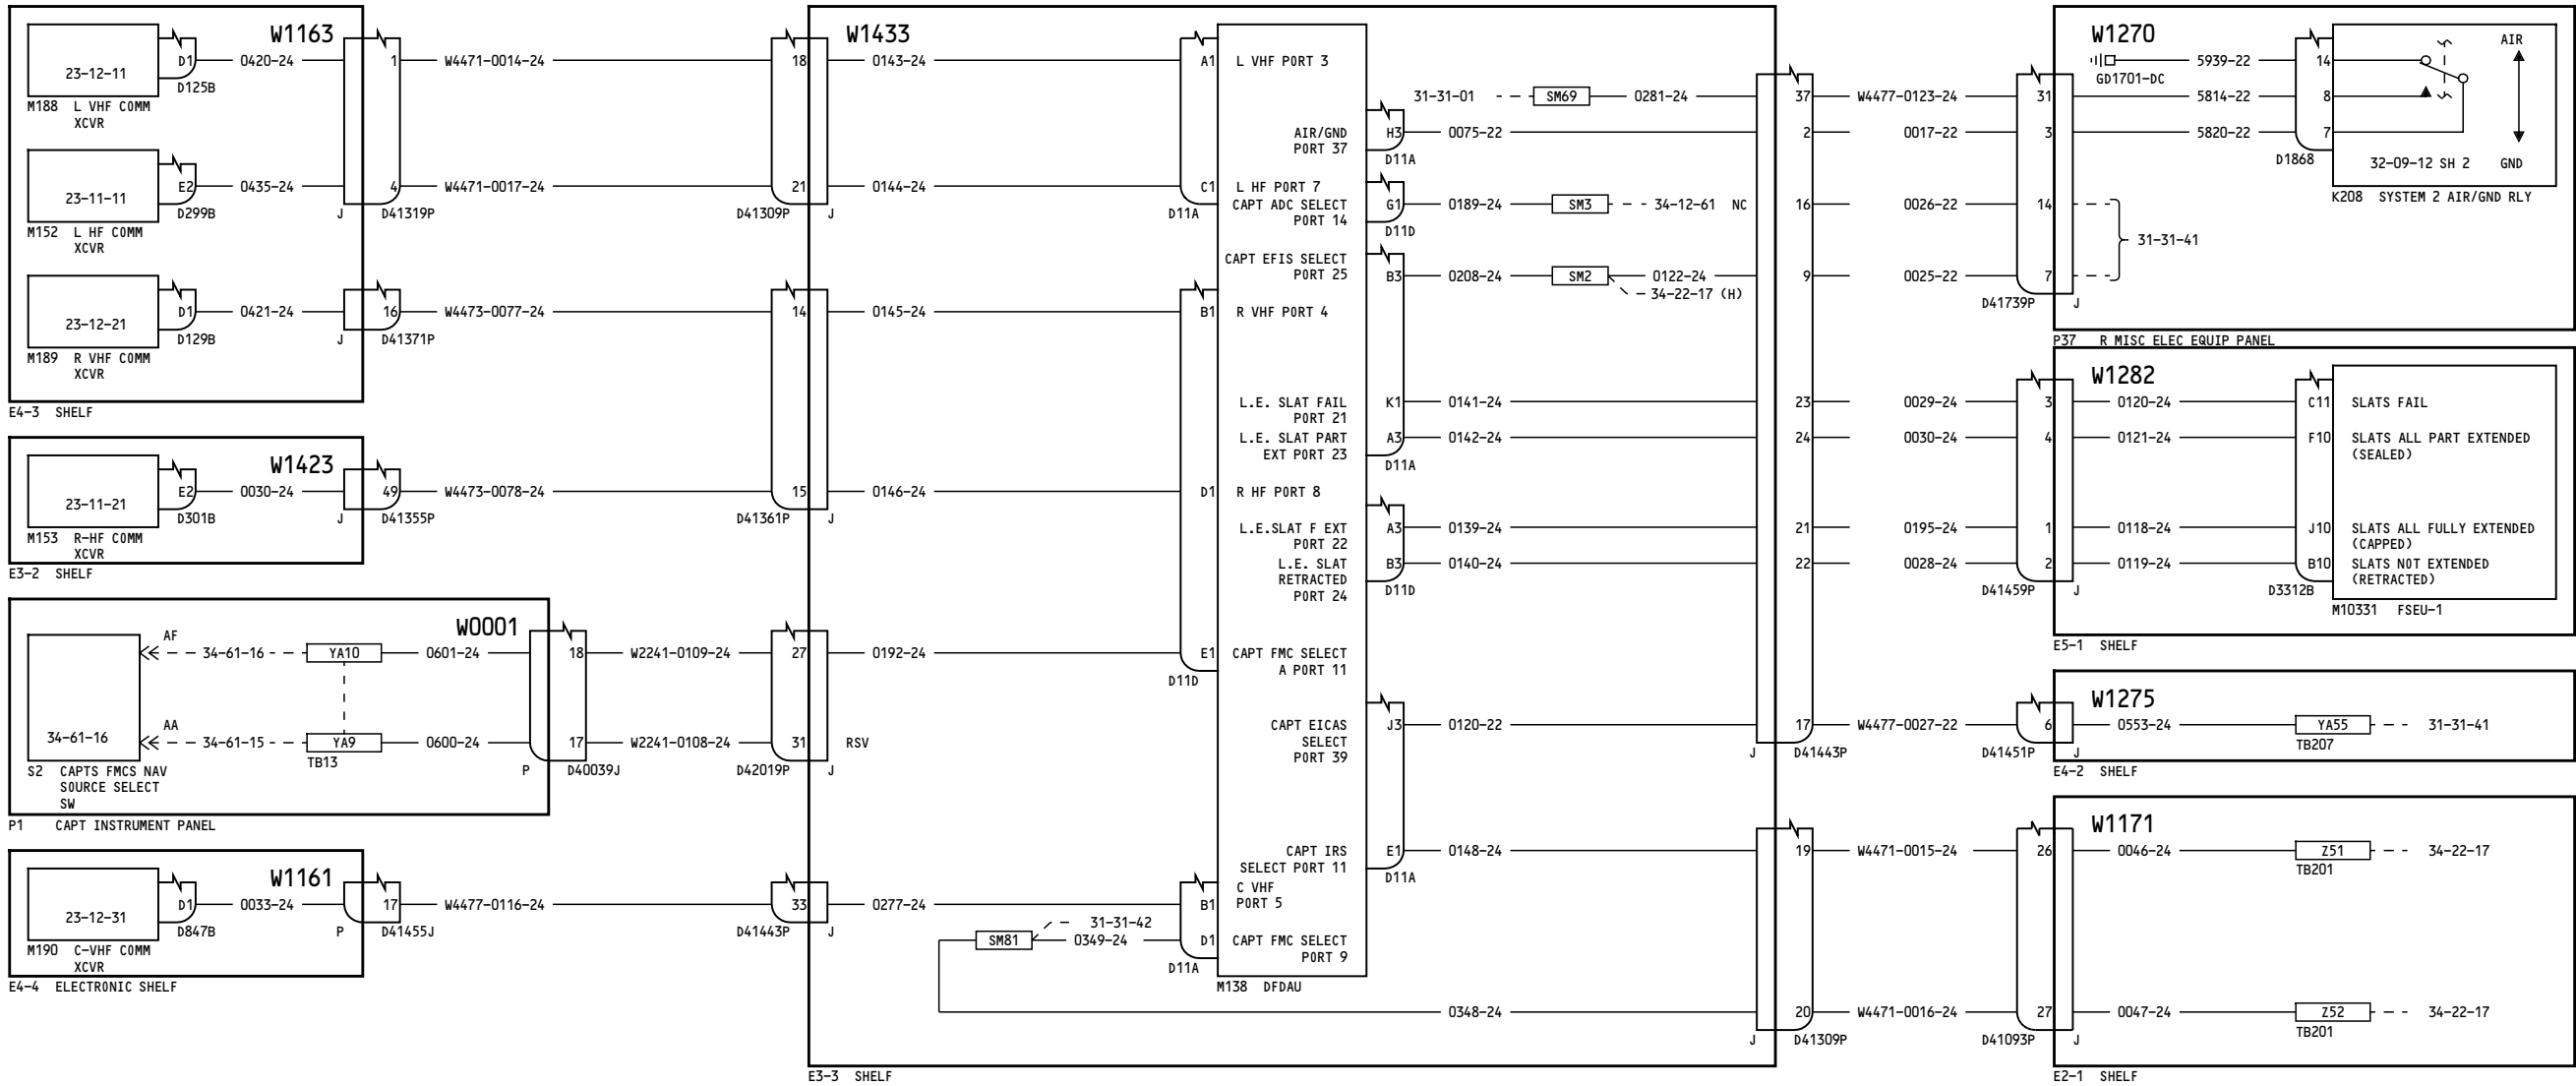 W1163
23-12-11
D1
0420-24
1
W4471-0014-24
18
D125B
M188 L VHF COMM
XCVR
23-11-11
E2
0435-24
4
W4471-0017-24
21
D299B
J
D41319P
D41309P
J
M152 L HF COMM
XCVR
23-12-21
D1
0421-24
16
W4473-0077-24
14
D129B
J
D41371P
M189 R VHF COMM
XCVR
E4-3 SHELF
W1423
23-11-21
E2
0030-24
49
W4473-0078-24
15
D301B
J
D41355P
D41361P
J
M153 R-HF COMM
XCVR
E3-2 SHELF
W0001
AF
34-61-16
YA10
0601-24
18
W2241-0109-24
27
AA
34-61-16
34-61-15
YA9
0600-24
17
W2241-0108-24
31
RSV
TB13
P
D40039J
D42019P
J
S2 CAPTS FMCS NAV
SOURCE SELECT
SW
P1 CAPT INSTRUMENT PANEL
W1161
23-12-31
D1
0033-24
17
W4477-0116-24
33
D847B
P
D41455J
D41443P
J
M190 C-VHF COMM
XCVR
E4-4 ELECTRONIC SHELF
W1433
0143-24
A1
L VHF PORT 3
0144-24
C1
L HF PORT 7
D11A
0145-24
B1
R VHF PORT 4
0146-24
D1
R HF PORT 8
0192-24
E1
CAPT FMC SELECT
A PORT 11
D11D
0277-24
B1
C VHF
PORT 5
31-31-42
SM81
0349-24
D1
CAPT FMC SELECT
PORT 9
D11A
M138 DFDAU
31-31-01
SM69
0281-24
37
AIR/GND
PORT 37
H3
0075-22
2
D11A
CAPT ADC SELECT
PORT 14
G1
0189-24
SM3
34-12-61 NC
16
D11D
CAPT EFIS SELECT
PORT 25
B3
0208-24
SM2
0122-24
9
34-22-17 (H)
L.E. SLAT FAIL
PORT 21
K1
0141-24
23
L.E. SLAT PART
EXT PORT 23
A3
0142-24
24
D11A
L.E.SLAT F EXT
PORT 22
A3
0139-24
21
L.E. SLAT
RETRACTED
PORT 24
B3
0140-24
22
D11D
CAPT EICAS
SELECT
PORT 39
J3
0120-22
17
J
D41443P
CAPT IRS
SELECT PORT 11
E1
0148-24
19
D11A
0348-24
20
J
D41309P
E3-3 SHELF
W4477-0123-24
31
0017-22
3
0026-22
14
0025-22
7
D41739P
J
W1270
GD1701-DC
5939-22
14
5814-22
8
5820-22
7
D1868
AIR
GND
32-09-12 SH 2
K208 SYSTEM 2 AIR/GND RLY
31-31-41
P37 R MISC ELEC EQUIP PANEL
W1282
0029-24
3
0120-24
C11
SLATS FAIL
0030-24
4
0121-24
F10
SLATS ALL PART EXTENDED
(SEALED)
0195-24
1
0118-24
J10
SLATS ALL FULLY EXTENDED
(CAPPED)
0028-24
2
0119-24
B10
SLATS NOT EXTENDED
(RETRACTED)
D41459P
J
D3312B
M10331 FSEU-1
E5-1 SHELF
W1275
W4477-0027-22
6
0553-24
YA55
31-31-41
D41451P
J
TB207
E4-2 SHELF
W1171
W4471-0015-24
26
0046-24
Z51
34-22-17
TB201
W4471-0016-24
27
0047-24
Z52
34-22-17
TB201
D41093P
J
E2-1 SHELF